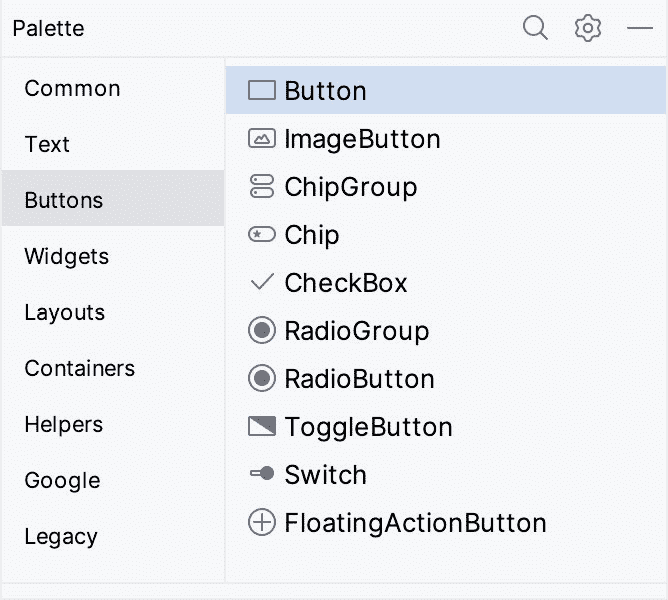 Palette
Common
Text
Buttons
Widgets
Layouts
Containers
Helpers
Google
Legacy
Button
ImageButton
ChipGroup
Chip
CheckBox
RadioGroup
RadioButton
ToggleButton
Switch
FloatingActionButton